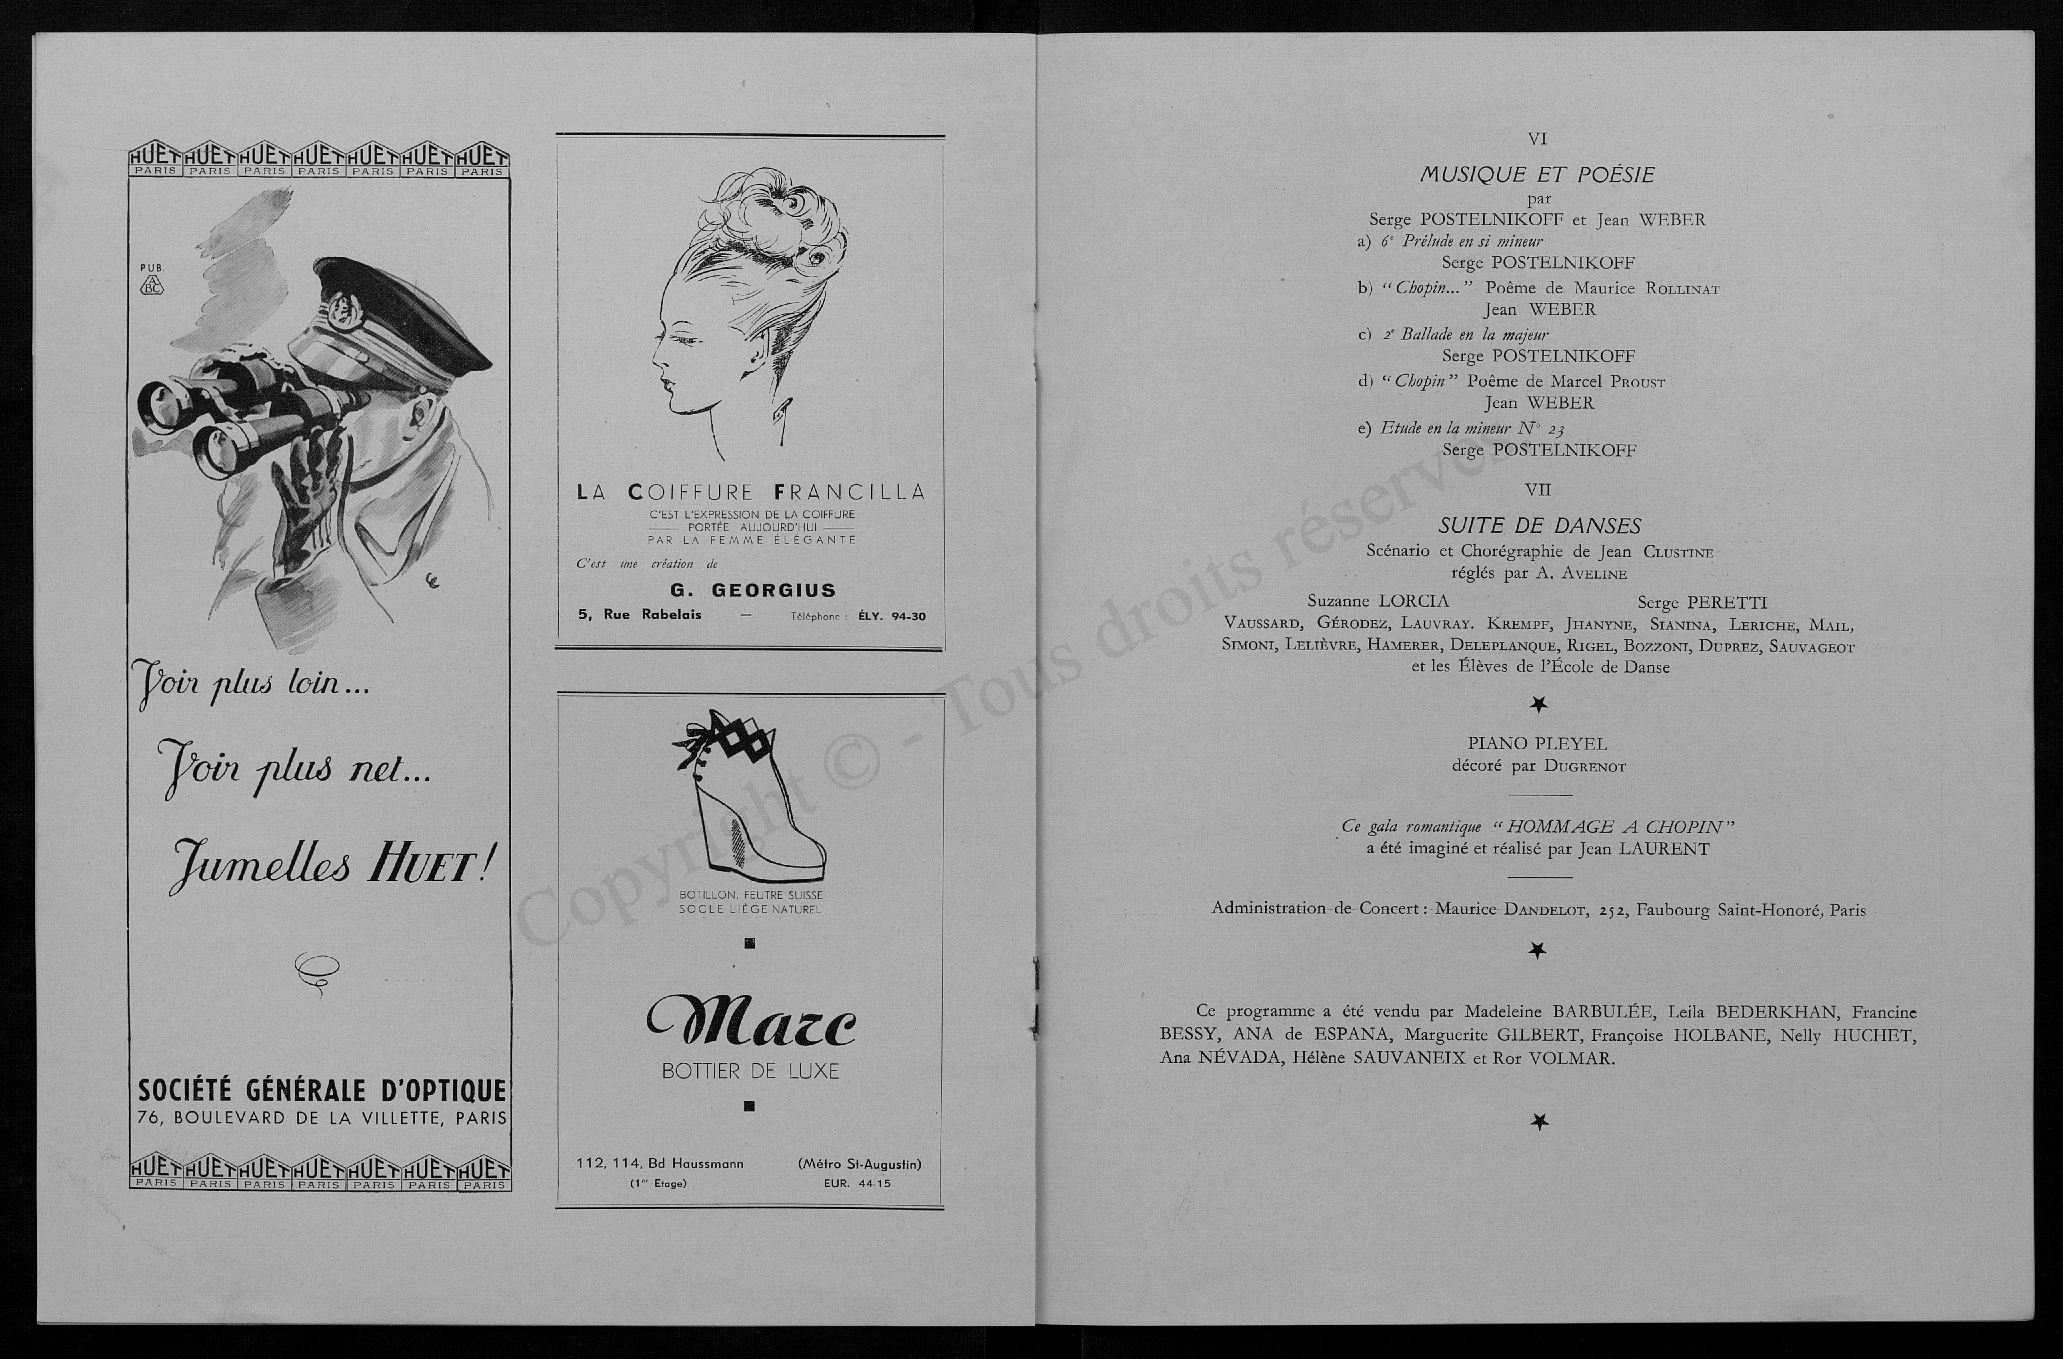 HUET HUET HUET HUET HUET HUET HUET
PARIS PARIS PARIS PARIS PARIS PARIS PARIS
PUB.
ABC
Voir plus loin...
Voir plus net...
Jumelles HUET!
SOCIÉTÉ GÉNÉRALE D'OPTIQUE
76, BOULEVARD DE LA VILLETTE, PARIS
HUET HUET HUET HUET HUET HUET HUET
PARIS PARIS PARIS PARIS PARIS PARIS PARIS
LA COIFFURE FRANCILLA
C'EST L'EXPRESSION DE LA COIFFURE
PORTÉE AUJOURD'HUI
PAR LA FEMME ÉLÉGANTE
C'est une création de
G. GEORGIUS
5, Rue Rabelais — Téléphone : ÉLY. 94-30
BOTILLON, FEUTRE SUISSE
SOCLE LIÈGE NATUREL
Marc
BOTTIER DE LUXE
112, 114, Bd Haussmann (Métro St-Augustin)
(1er Etage) EUR. 44-15
VI
MUSIQUE ET POÉSIE
par
Serge POSTELNIKOFF et Jean WEBER
a) 6e Prélude en si mineur
Serge POSTELNIKOFF
b) "Chopin..." Poême de Maurice ROLLINAT
Jean WEBER
c) 2e Ballade en la majeur
Serge POSTELNIKOFF
d) "Chopin" Poême de Marcel PROUST
Jean WEBER
e) Etude en la mineur N° 23
Serge POSTELNIKOFF
VII
SUITE DE DANSES
Scénario et Chorégraphie de Jean CLUSTINE
réglés par A. AVELINE
Suzanne LORCIA Serge PERETTI
VAUSSARD, GÉRODEZ, LAUVRAY. KREMPF, JHANYNE, SIANINA, LERICHE, MAIL,
SIMONI, LELIÈVRE, HAMERER, DELEPLANQUE, RIGEL, BOZZONI, DUPREZ, SAUVAGEOT
et les Élèves de l'École de Danse
PIANO PLEYEL
décoré par DUGRENOT
Ce gala romantique "HOMMAGE A CHOPIN"
a été imaginé et réalisé par Jean LAURENT
Administration de Concert : Maurice DANDELOT, 252, Faubourg Saint-Honoré, Paris
Ce programme a été vendu par Madeleine BARBULÉE, Leila BEDERKHAN, Francine
BESSY, ANA de ESPANA, Marguerite GILBERT, Françoise HOLBANE, Nelly HUCHET,
Ana NÉVADA, Hélène SAUVANEIX et Ror VOLMAR.
Copyright © - Tous droits réservés